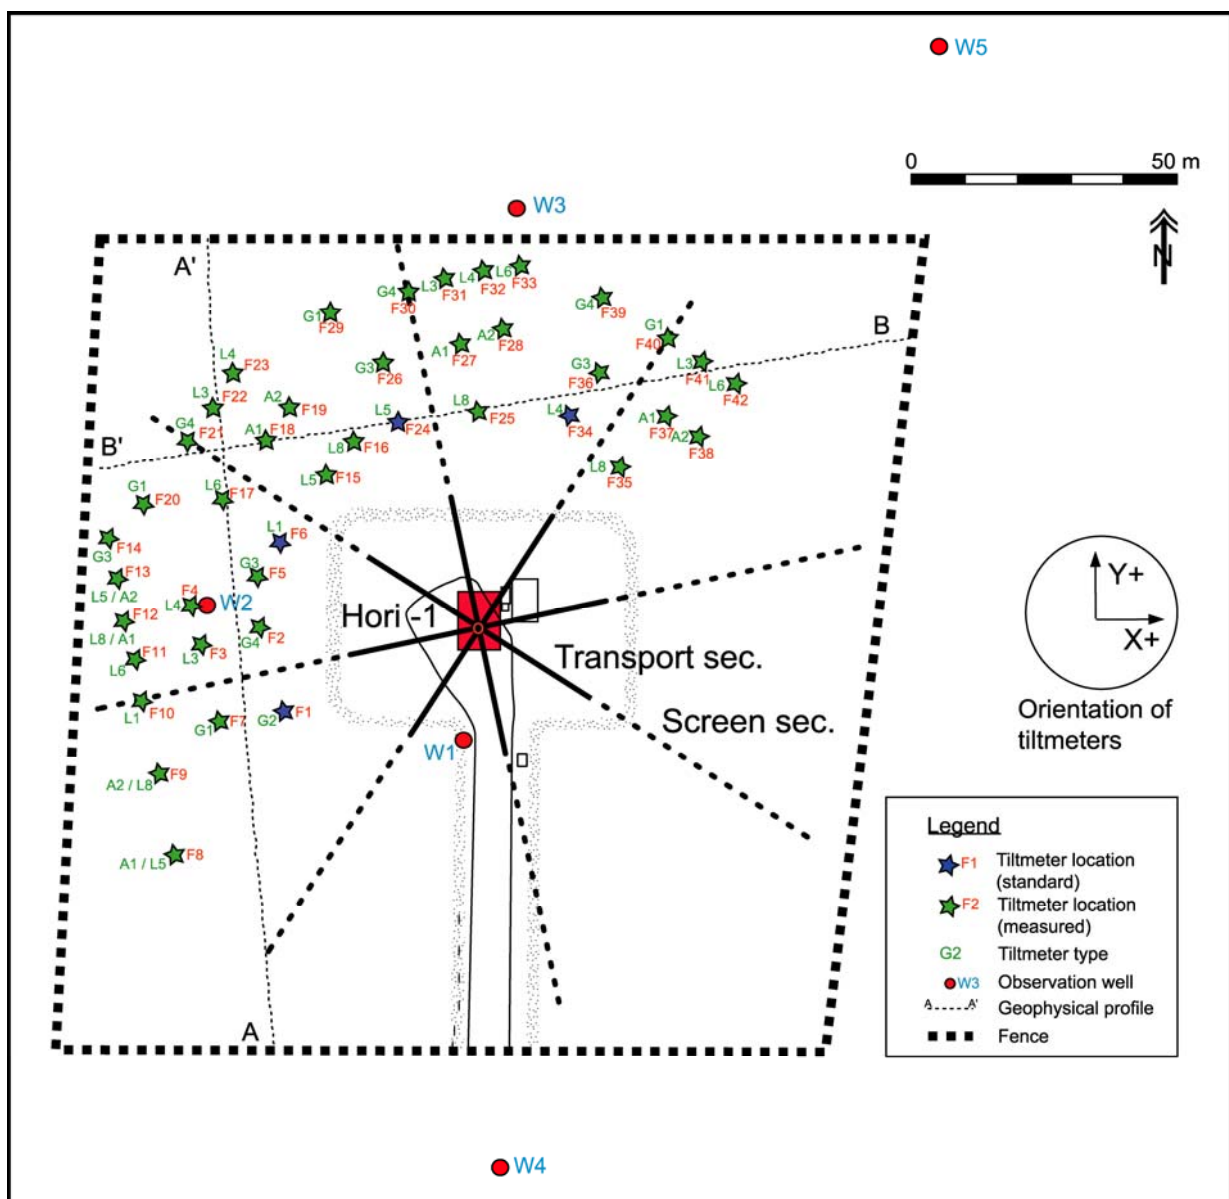 W5
0 50 m
W3
N
A'
L6
L4
F33
L3
F32
F31
G4
F30
G4
F39
G1
F29
A2
F28
G1
F40
B
A1
F27
L4
F23
G3
F26
G3
F36
L3
F41
L6
F42
L3
F22
A2
F19
L5
F24
L8
F25
L4
F34
A1
F37
G4
F21
A1
F18
L8
F16
A2
F38
B'
L5
F15
L8
F35
G1
F20
L6
F17
L1
F6
G3
F14
G3
F5
F13
L5 / A2
F4
L4
W2
F12
L8 / A1
Hori -1
G4
F2
L3
F3
F11
L6
Transport sec.
Y+
X+
Orientation of
tiltmeters
L1
F10
G1
F7
G2
F1
Screen sec.
W1
A2 / L8
F9
A1 / L5
F8
A
Legend
F1
Tiltmeter location
(standard)
F2
Tiltmeter location
(measured)
G2
Tiltmeter type
W3
Observation well
A A'
Geophysical profile
Fence
W4